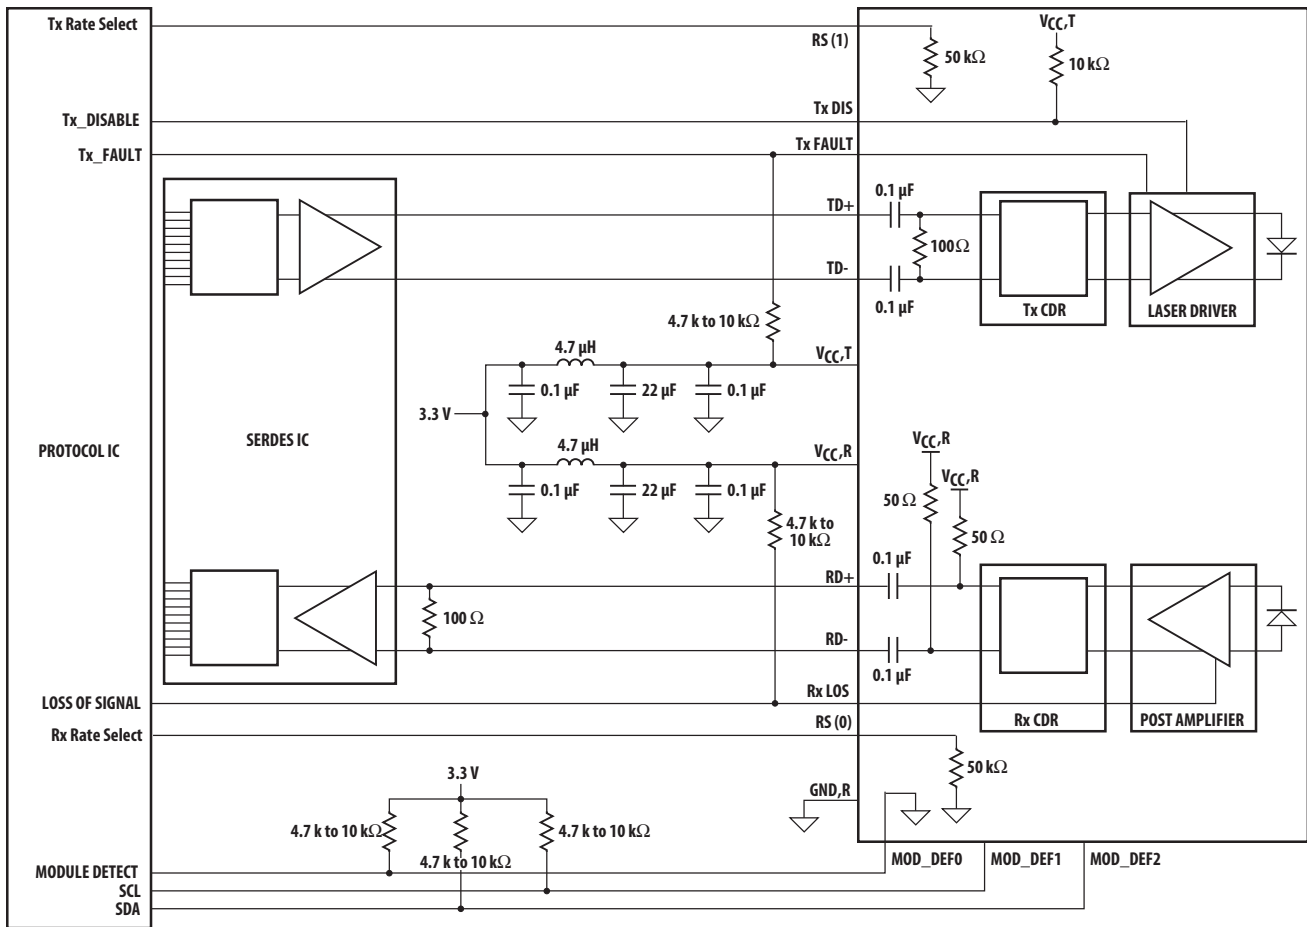 Tx Rate Select
RS (1)
50 kΩ
VCC,T
10 kΩ
Tx_DISABLE
Tx DIS
Tx_FAULT
Tx FAULT
TD+
0.1 µF
100Ω
TD-
0.1 µF
Tx CDR
LASER DRIVER
4.7 k to 10 kΩ
4.7 µH
VCC,T
0.1 µF
22 µF
0.1 µF
3.3 V
PROTOCOL IC
SERDES IC
4.7 µH
VCC,R
0.1 µF
22 µF
0.1 µF
4.7 k to
10 kΩ
VCC,R
VCC,R
50 Ω
50 Ω
0.1 µF
RD+
100 Ω
RD-
0.1 µF
Rx CDR
POST AMPLIFIER
LOSS OF SIGNAL
Rx LOS
Rx Rate Select
RS (0)
50 kΩ
3.3 V
GND,R
4.7 k to 10 kΩ
4.7 k to 10 kΩ
4.7 k to 10 kΩ
MODULE DETECT
MOD_DEF0
MOD_DEF1
MOD_DEF2
SCL
SDA